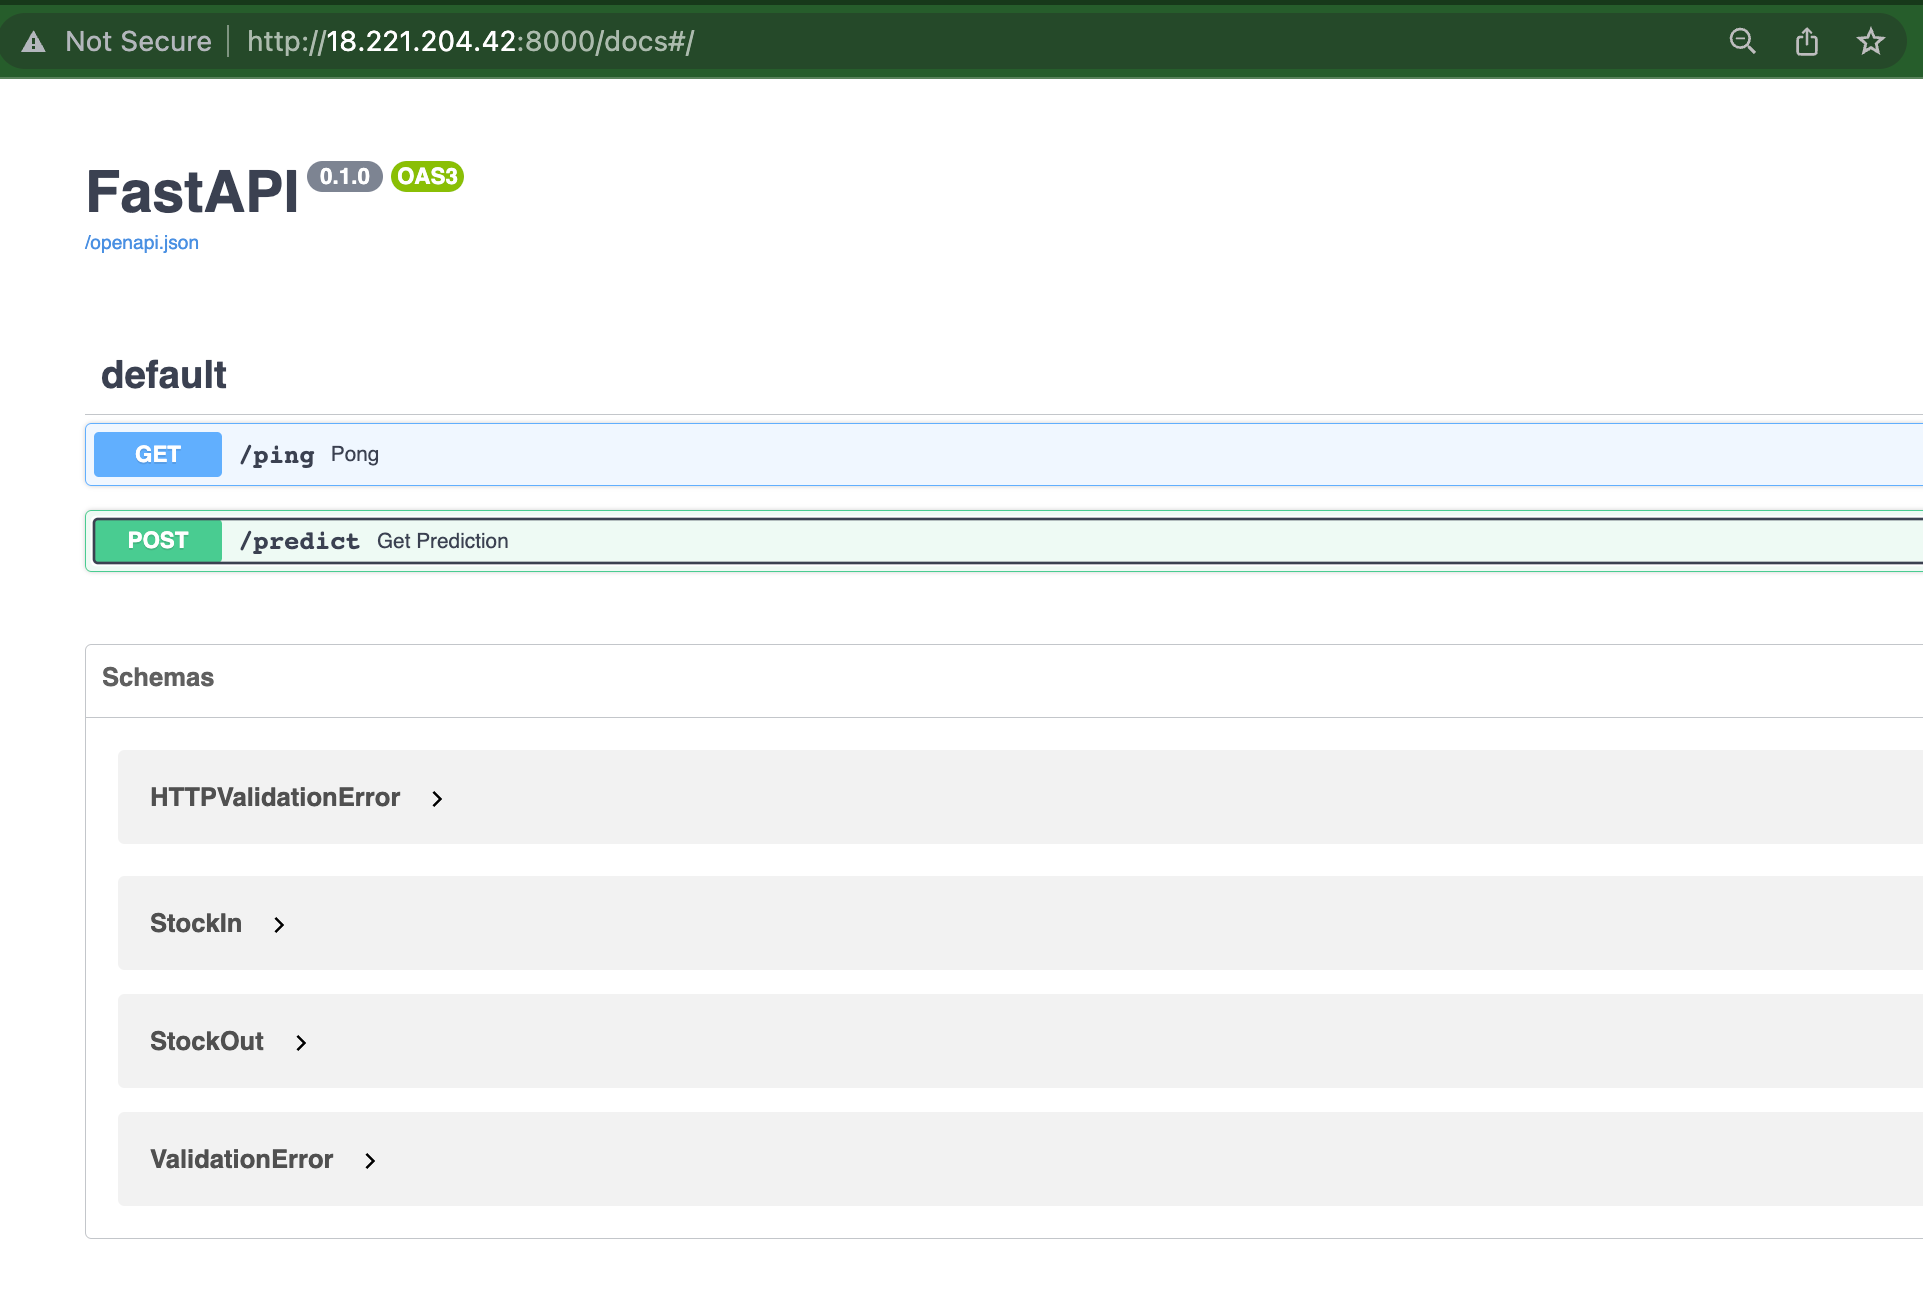 Not Secure | http://18.221.204.42:8000/docs#/
FastAPI 0.1.0 OAS3
/openapi.json
default
GET /ping Pong
POST /predict Get Prediction
Schemas
HTTPValidationError
StockIn
StockOut
ValidationError